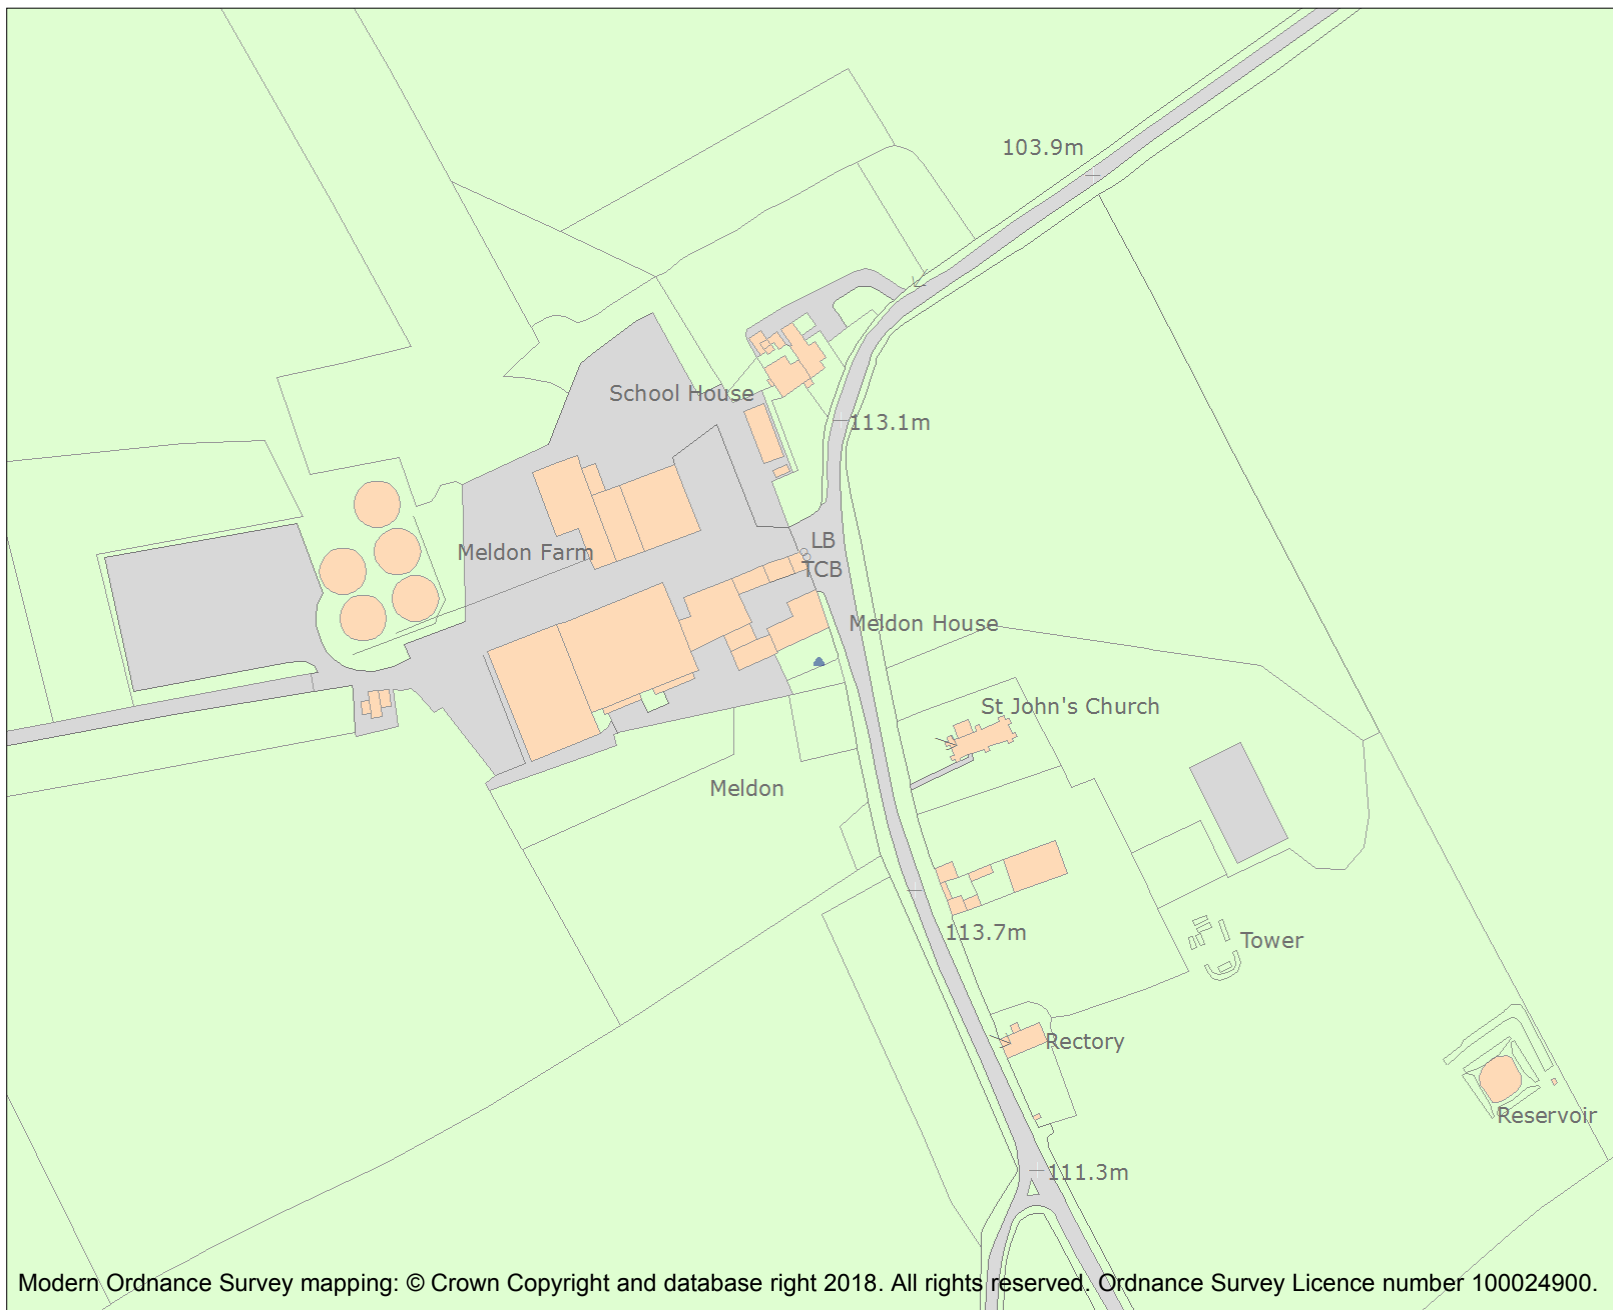 103.9m
School House
113.1m
LB
Meldon Farm
TCB
Meldon House
St John's Church
Meldon
113.7m
Tower
Rectory
Reservoir
111.3m
Modern Ordnance Survey mapping: © Crown Copyright and database right 2018. All rights reserved. Ordnance Survey Licence number 100024900.